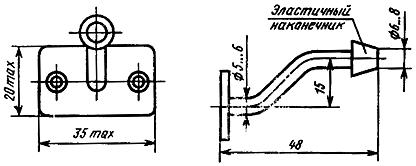 Эластичный
наконечник
20 max
35 max
ф5...6
15
48
ф6...8